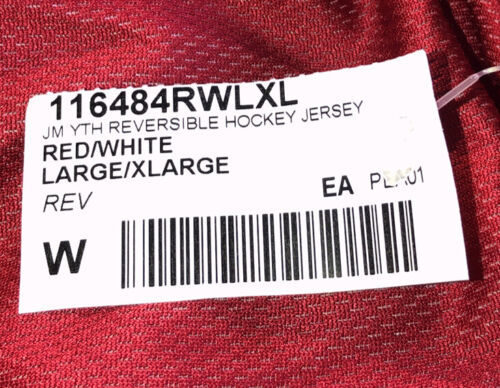 116484RWLXL
JM YTH REVERSIBLE HOCKEY JERSEY
RED/WHITE
LARGE/XLARGE
REV
EA
W